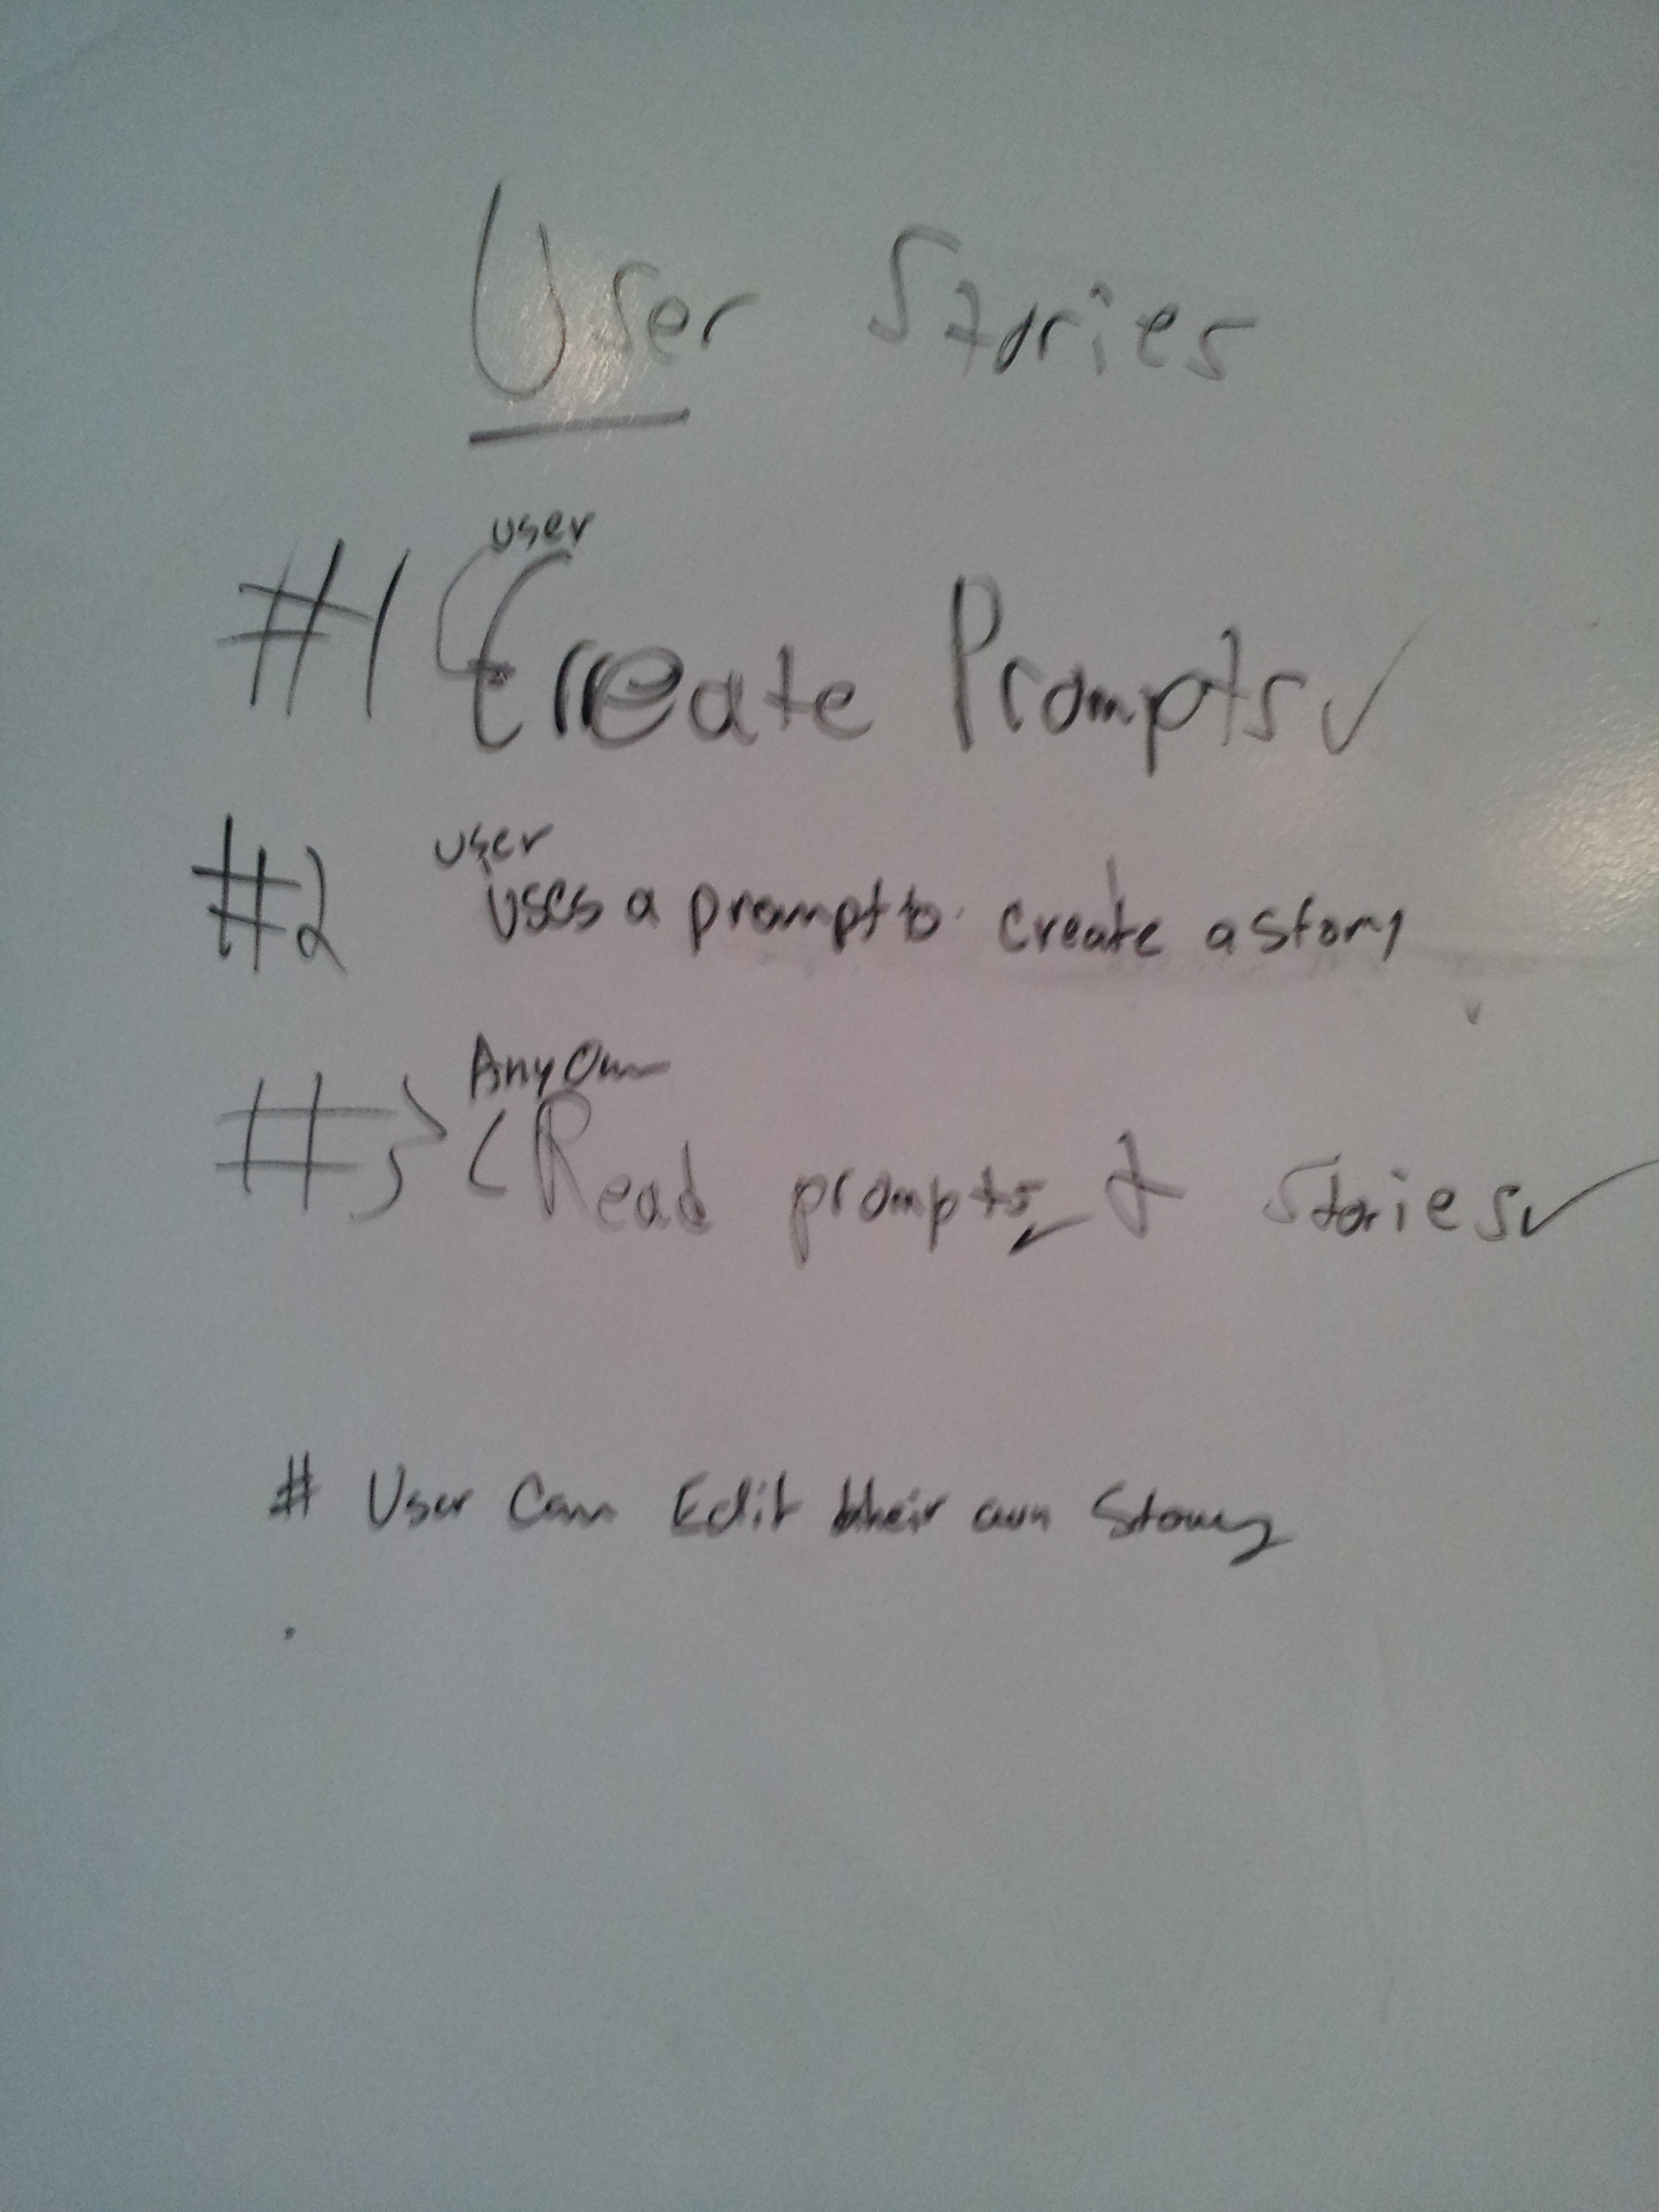 User Stories
user
#1 Create Prompts ✓
user
#2 uses a prompt to create a story
Anyone
#3 (Read prompts ✓ & Stories ✓
# User Can Edit their own Story